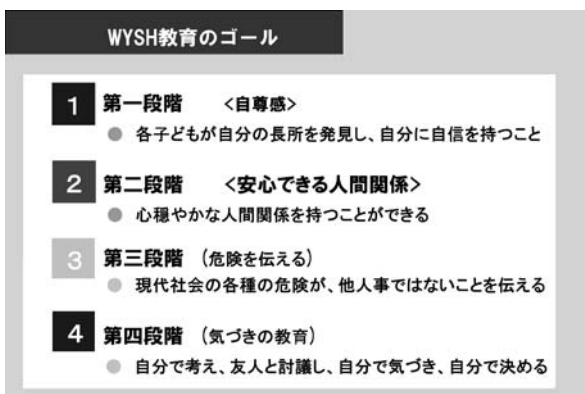 WYSH教育のゴール
1 第一段階 <自尊感>
● 各子どもが自分の長所を発見し、自分に自信を持つこと
2 第二段階 <安心できる人間関係>
● 心穏やかな人間関係を持つことができる
3 第三段階 (危険を伝える)
● 現代社会の各種の危険が、他人事ではないことを伝える
4 第四段階 (気づきの教育)
● 自分で考え、友人と討議し、自分で気づき、自分で決める